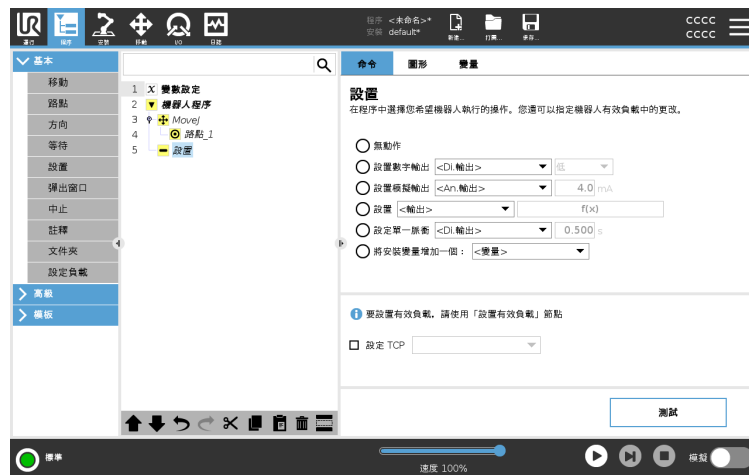 UR
運行
程序
安裝
移動
I/O
日誌
程序 <未命名>*
安裝 default*
新建...
打開...
保存...
cccc
cccc
基本
移動
路點
方向
等待
設置
彈出窗口
中止
註釋
文件夾
設定負載
高級
模板
1 X 變數設定
2 機器人程序
3 MoveJ
4 路點_1
5 設置
命令 圖形 變量
設置
在程序中選擇您希望機器人執行的操作。您還可以指定機器人有效負載中的更改。
無動作
設置數字輸出 <DI.輸出> 低
設置模擬輸出 <An.輸出> 4.0 mA
設置 <輸出> f(x)
設定單一脈衝 <DI.輸出> 0.500 s
將安裝變量增加一個： <變量>
要設置有效負載，請使用「設置有效負載」節點
設定 TCP
測試
標準
速度 100%
模擬